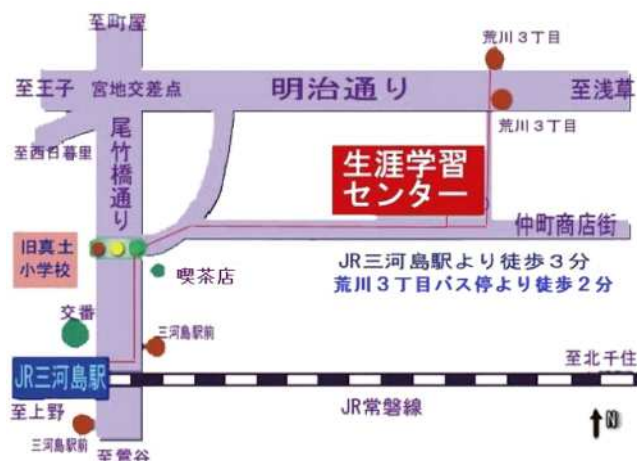 至町屋
荒川３丁目
至王子
宮地交差点
明治通り
至浅草
荒川３丁目
至西日暮里
尾竹橋通り
生涯学習
センター
仲町商店街
旧真土
小学校
JR三河島駅より徒歩３分
喫茶店
荒川３丁目バス停より徒歩２分
交番
三河島駅前
至北千住
JR三河島駅
至上野
JR常磐線
N
三河島駅前
至鶯谷